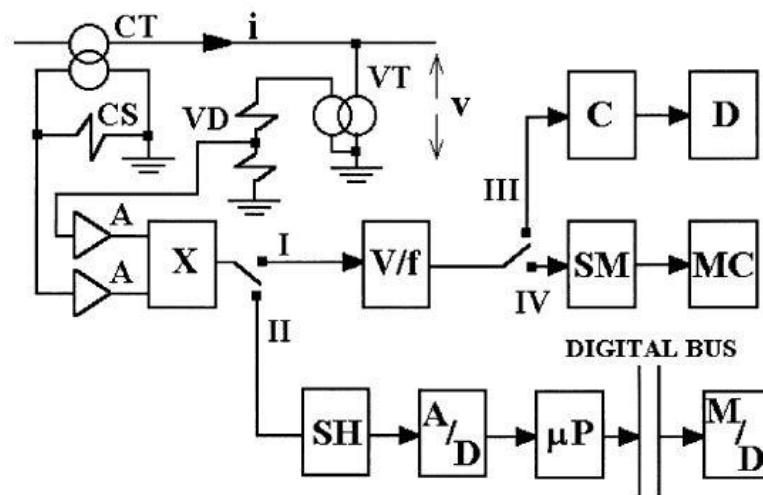 CT
i
VT
v
CS
VD
C
D
III
A
A
X
I
V/f
SM
MC
IV
II
DIGITAL BUS
SH
A/D
μP
M/D